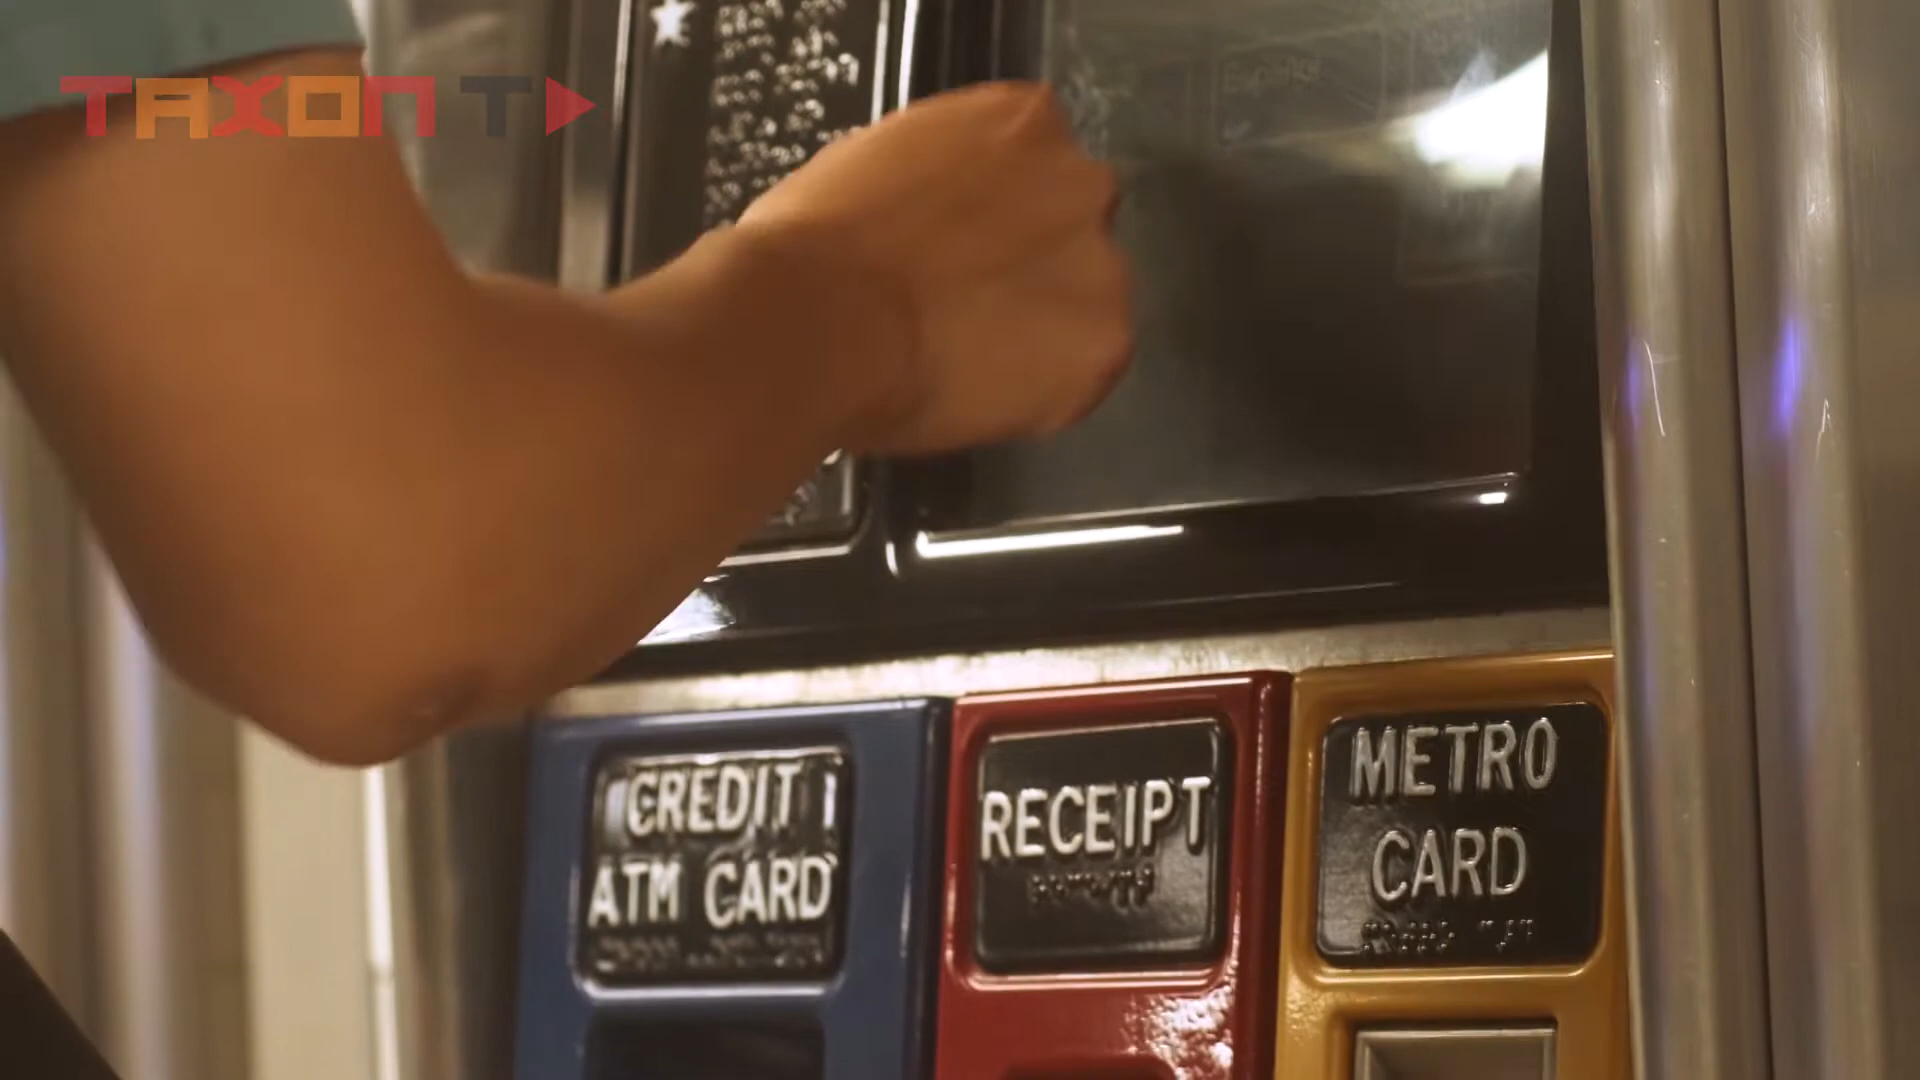 TAXON T
CREDIT
ATM CARD
RECEIPT
METRO
CARD